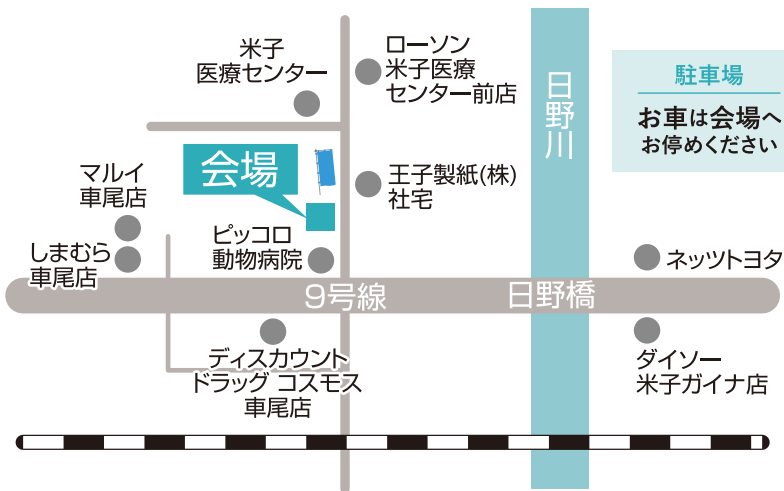 米子
医療センター
ローソン
米子医療
センター前店
日野川
駐車場
お車は会場へ
お停めください
会場
マルイ
車尾店
王子製紙(株)
社宅
しまむら
車尾店
ピッコロ
動物病院
ネッツトヨタ
9号線
日野橋
ディスカウント
ドラッグ コスモス
車尾店
ダイソー
米子ガイナ店